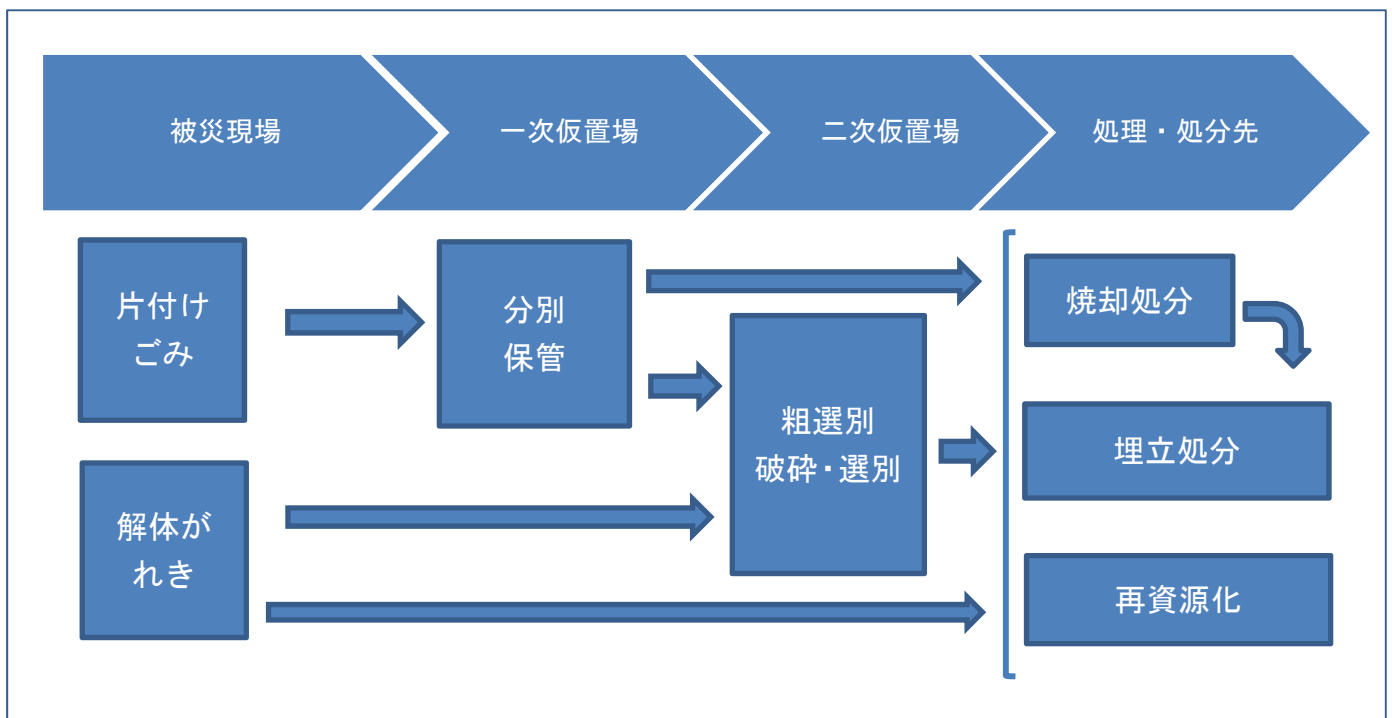 被災現場
一次仮置場
二次仮置場
処理・処分先
片付け
ごみ
分別
保管
焼却処分
粗選別
破砕・選別
埋立処分
解体が
れき
再資源化